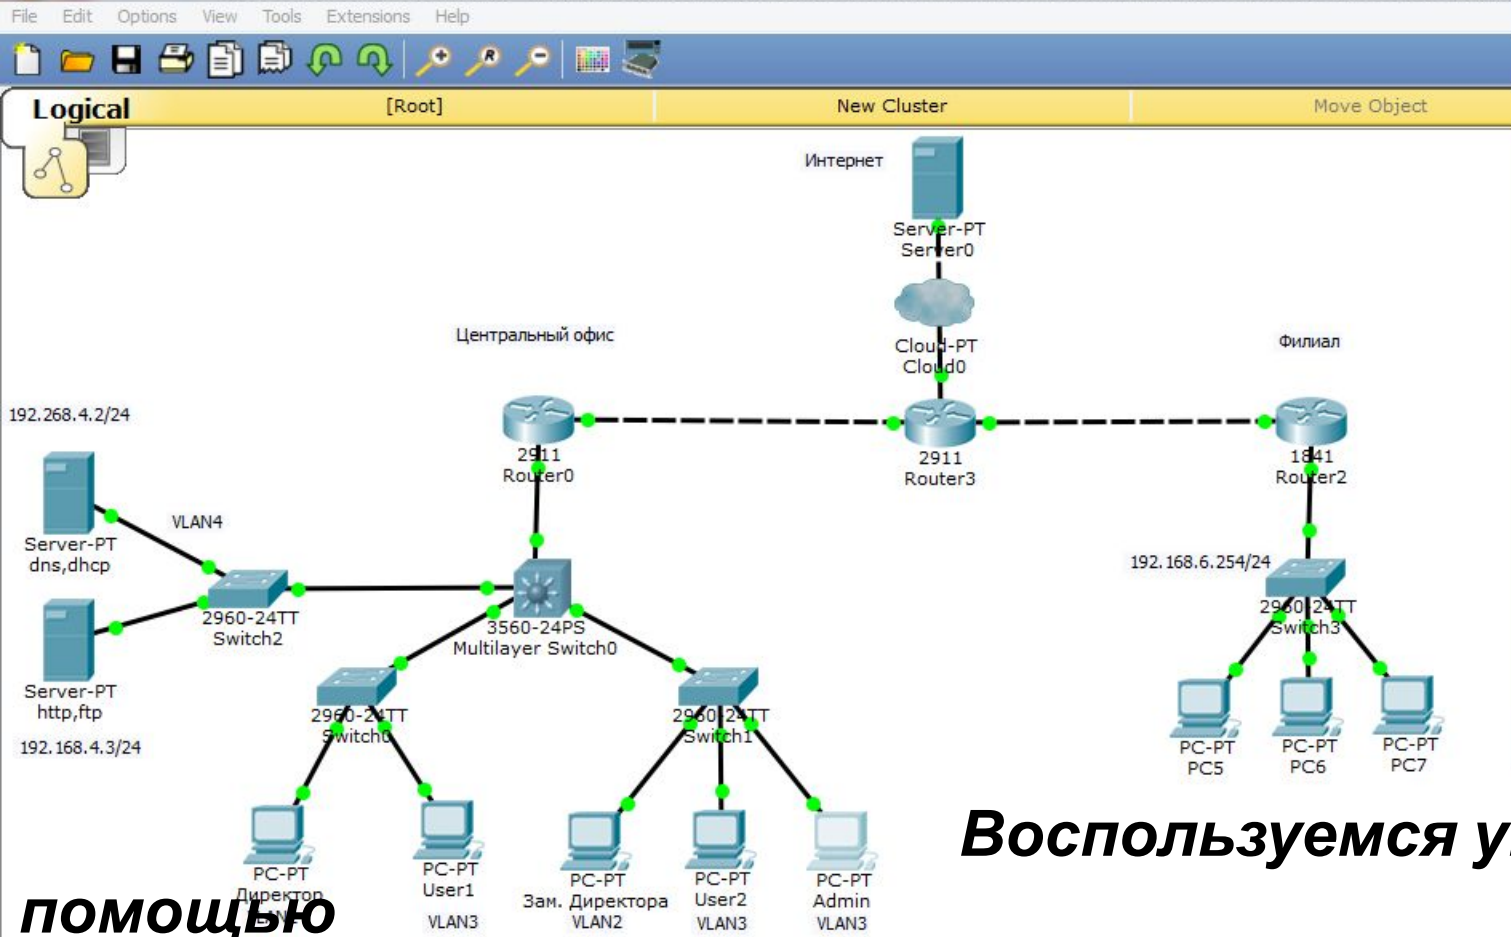 File Edit Options View Tools Extensions Help
Logical [Root] New Cluster Move Object
Интернет
Server-PT
Server0
Cloud-PT
Cloud0
Центральный офис
Филиал
192.268.4.2/24
2911
Router0
2911
Router3
1841
Router2
VLAN4
Server-PT
dns,dhcp
192.168.6.254/24
2960-24TT
Switch2
3560-24PS
Multilayer Switch0
2960-24TT
Switch3
Server-PT
http,ftp
192.168.4.3/24
2960-24TT
Switch0
2960-24TT
Switch1
PC-PT
PC5
PC-PT
PC6
PC-PT
PC7
Воспользуемся
PC-PT
Директор
PC-PT
User1
VLAN3
PC-PT
Зам. Директора
VLAN2
PC-PT
User2
VLAN3
PC-PT
Admin
VLAN3
помощью